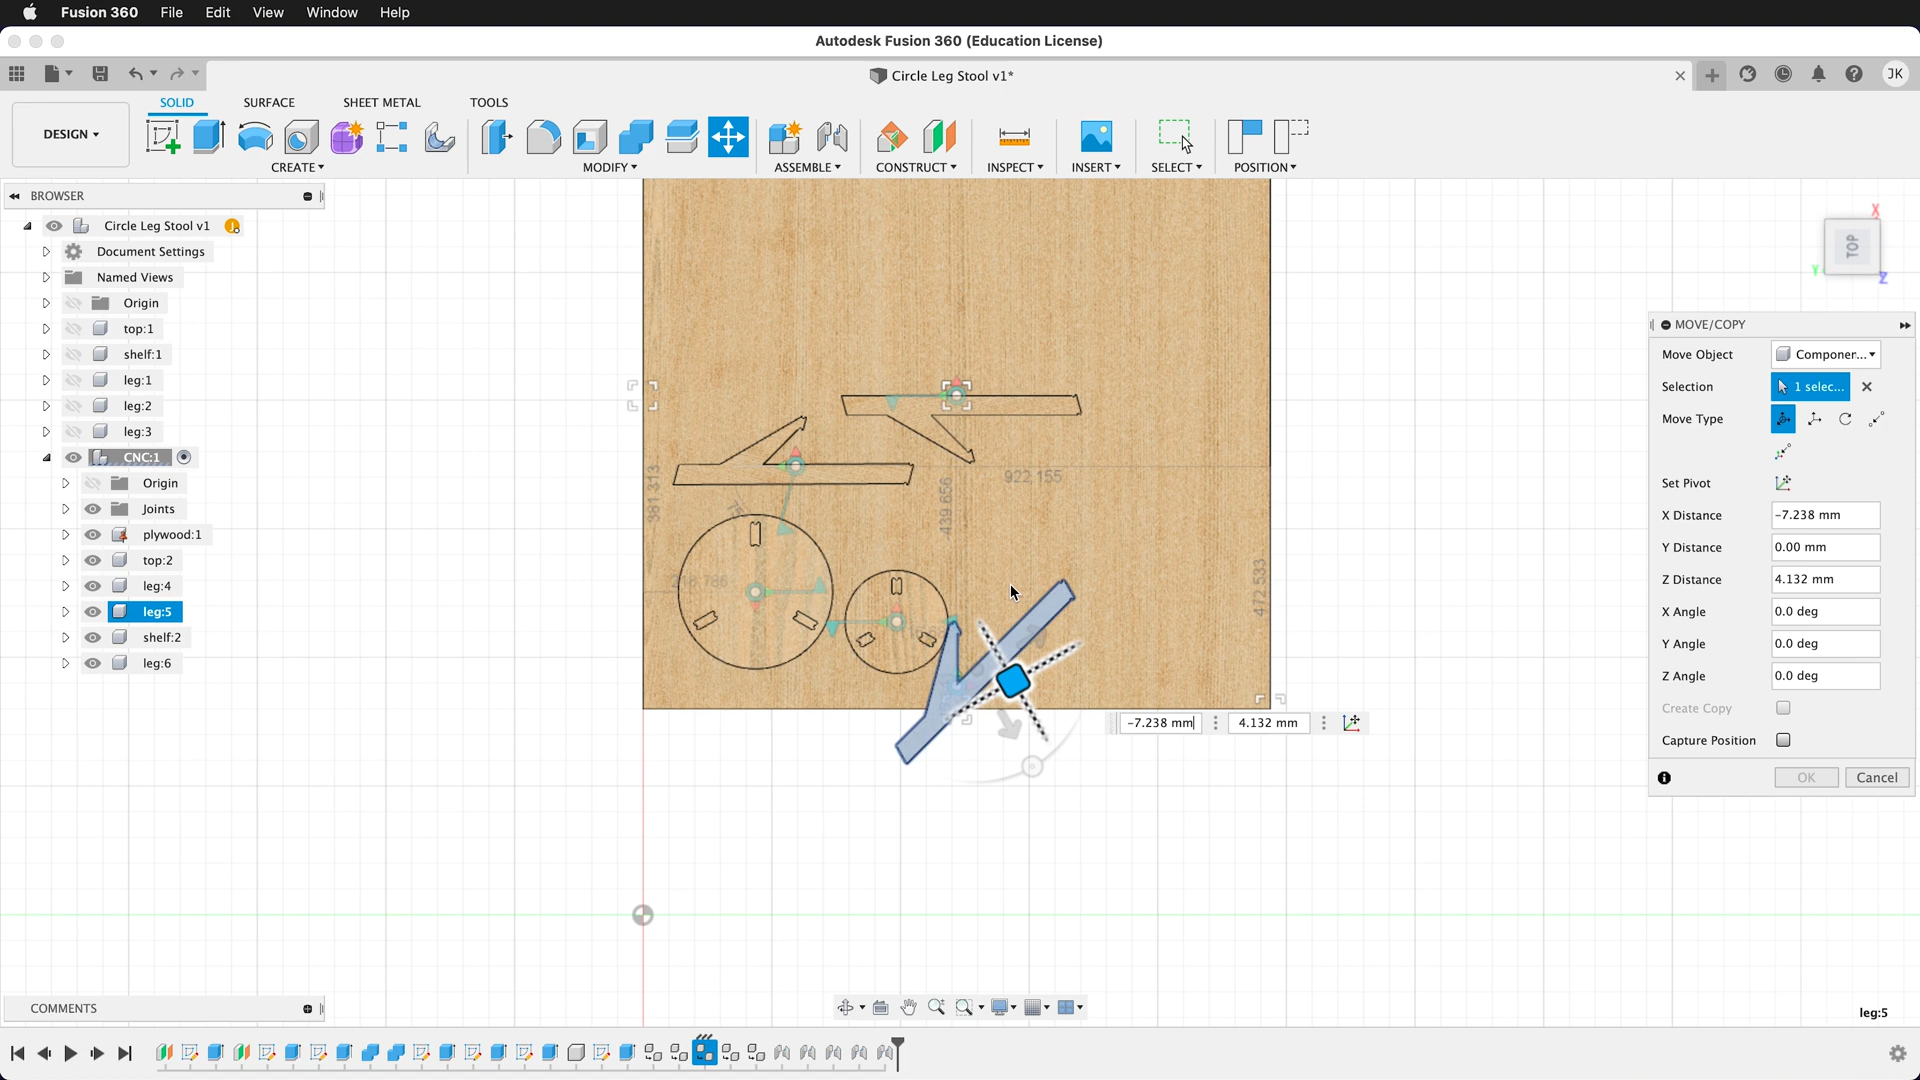 Fusion 360 File Edit View Window Help
Autodesk Fusion 360 (Education License)
Circle Leg Stool v1*
JK
SOLID SURFACE SHEET METAL TOOLS
DESIGN
CREATE MODIFY ASSEMBLE CONSTRUCT INSPECT INSERT SELECT POSITION
BROWSER
Circle Leg Stool v1
Document Settings
Named Views
Origin
top:1
shelf:1
leg:1
leg:2
leg:3
CNC:1
Origin
Joints
plywood:1
top:2
leg:4
leg:5
shelf:2
leg:6
381.313
439.656
922.155
472.533
TOP
X
Y
Z
MOVE/COPY
Move Object Componer...
Selection 1 selec...
Move Type
Set Pivot
X Distance -7.238 mm
Y Distance 0.00 mm
Z Distance 4.132 mm
X Angle 0.0 deg
Y Angle 0.0 deg
Z Angle 0.0 deg
Create Copy
Capture Position
OK Cancel
-7.238 mm 4.132 mm
COMMENTS
leg:5